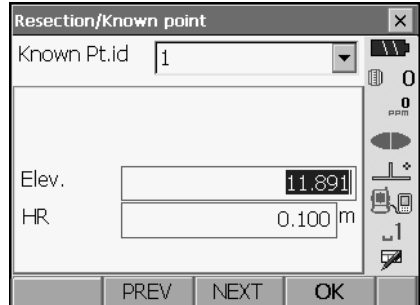 Resection/Known point
Known Pt.id 1
0
0
PPM
Elev. 11.891
HR 0.100 m
1
PREV NEXT OK